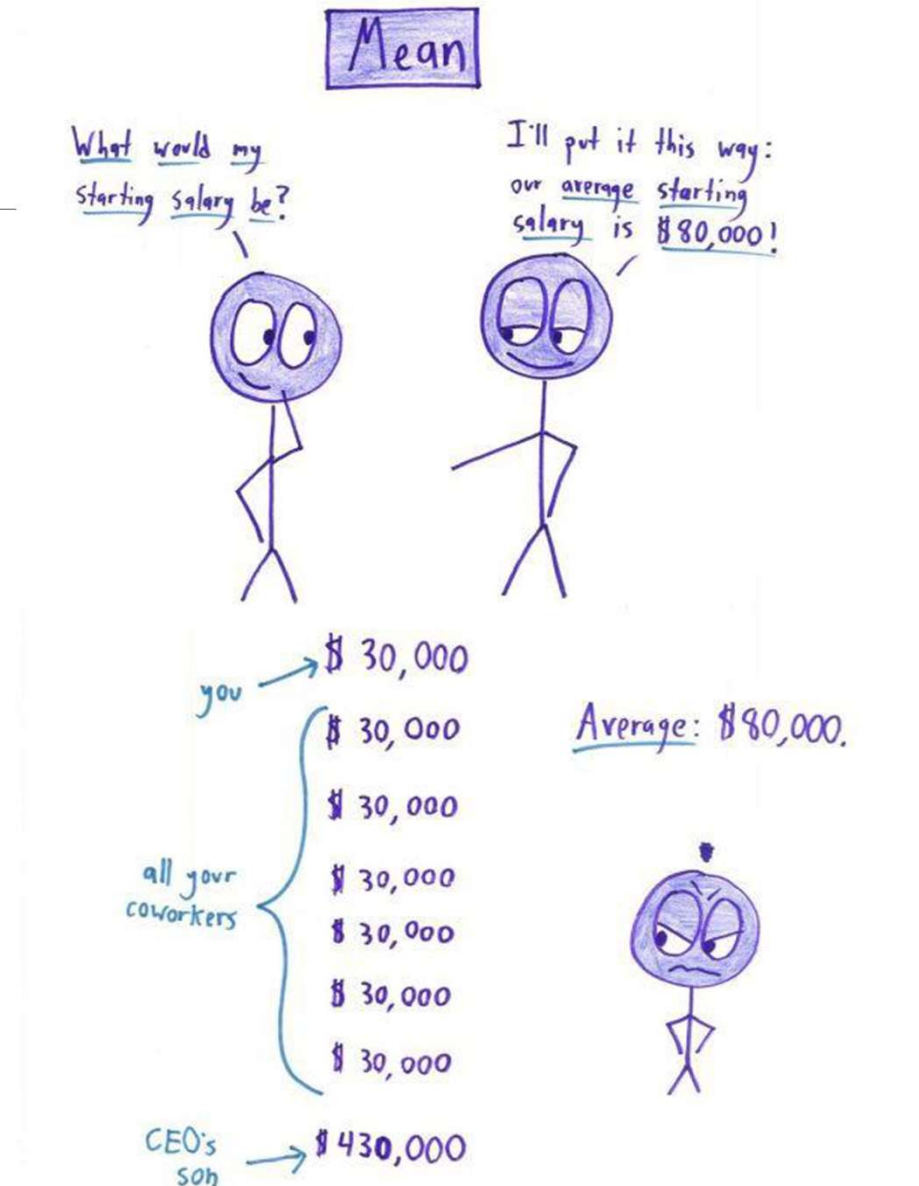 Mean
What would my
starting salary be?
I'll put it this way:
our average starting
salary is $80,000!
you
$ 30,000
$ 30,000
$ 30,000
$ 30,000
$ 30,000
$ 30,000
$ 30,000
all your
coworkers
CEO's
son
$430,000
Average: $80,000.